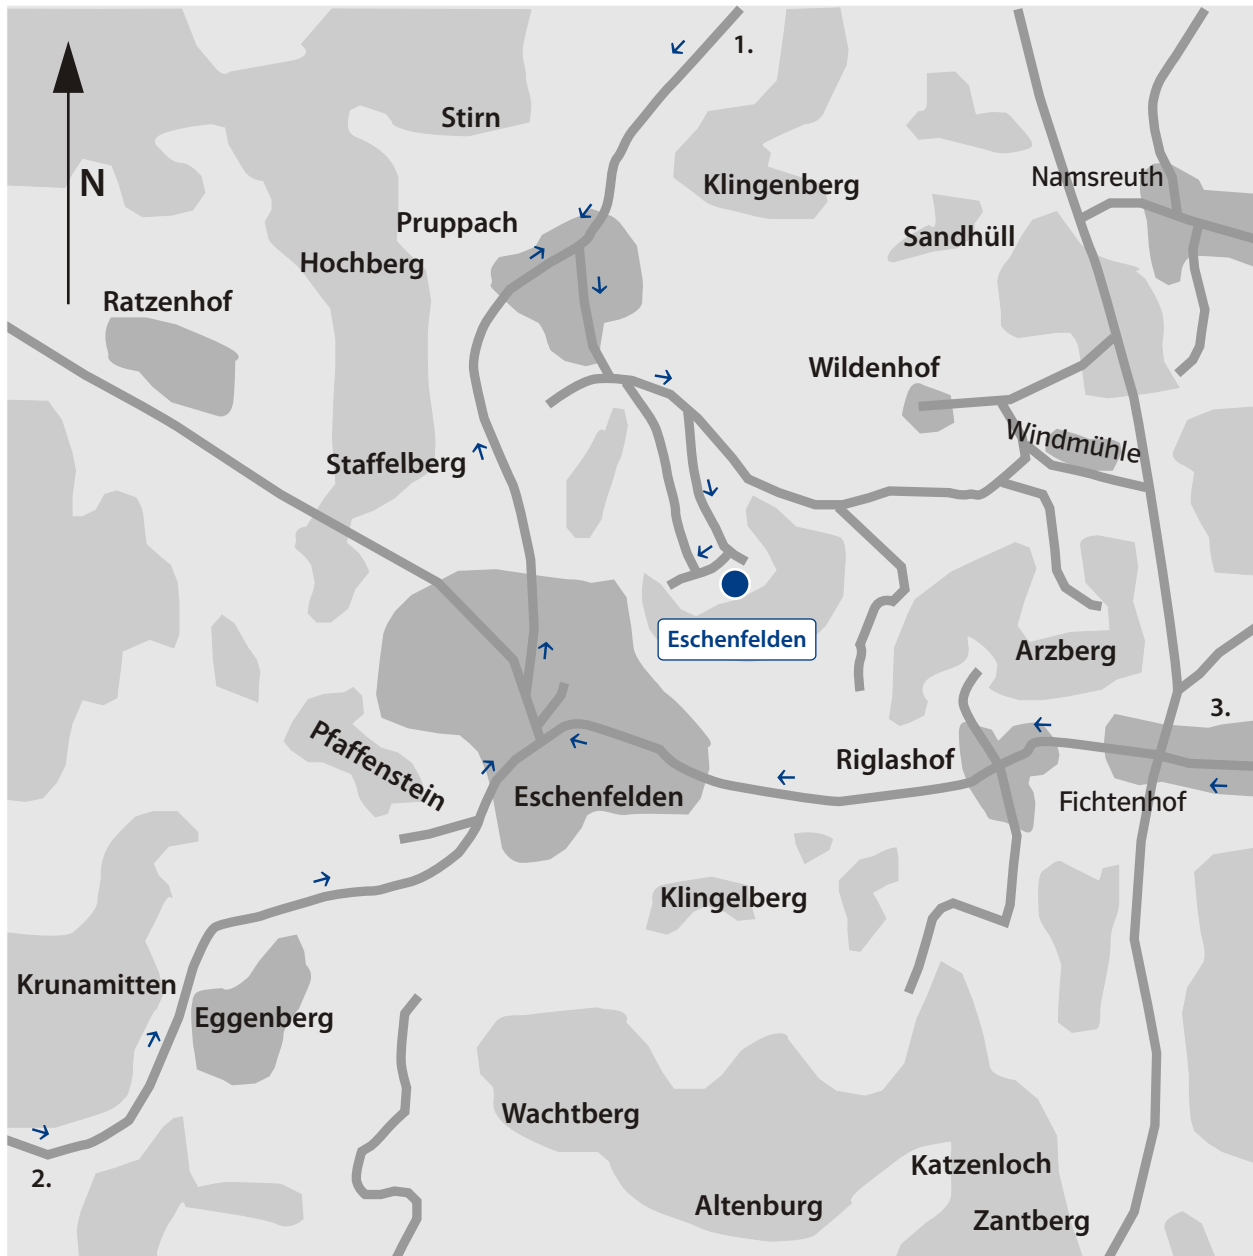 1.
Stirn
N
Klingenberg
Namsreuth
Pruppach
Sandhüll
Hochberg
Ratzenhof
Wildenhof
Windmühle
Staffelberg
Eschenfelden
Arzberg
3.
Pfaffenstein
Riglashof
Eschenfelden
Fichtenhof
Klingelberg
Krunamitten
Eggenberg
Wachtberg
Katzenloch
2.
Altenburg
Zantberg